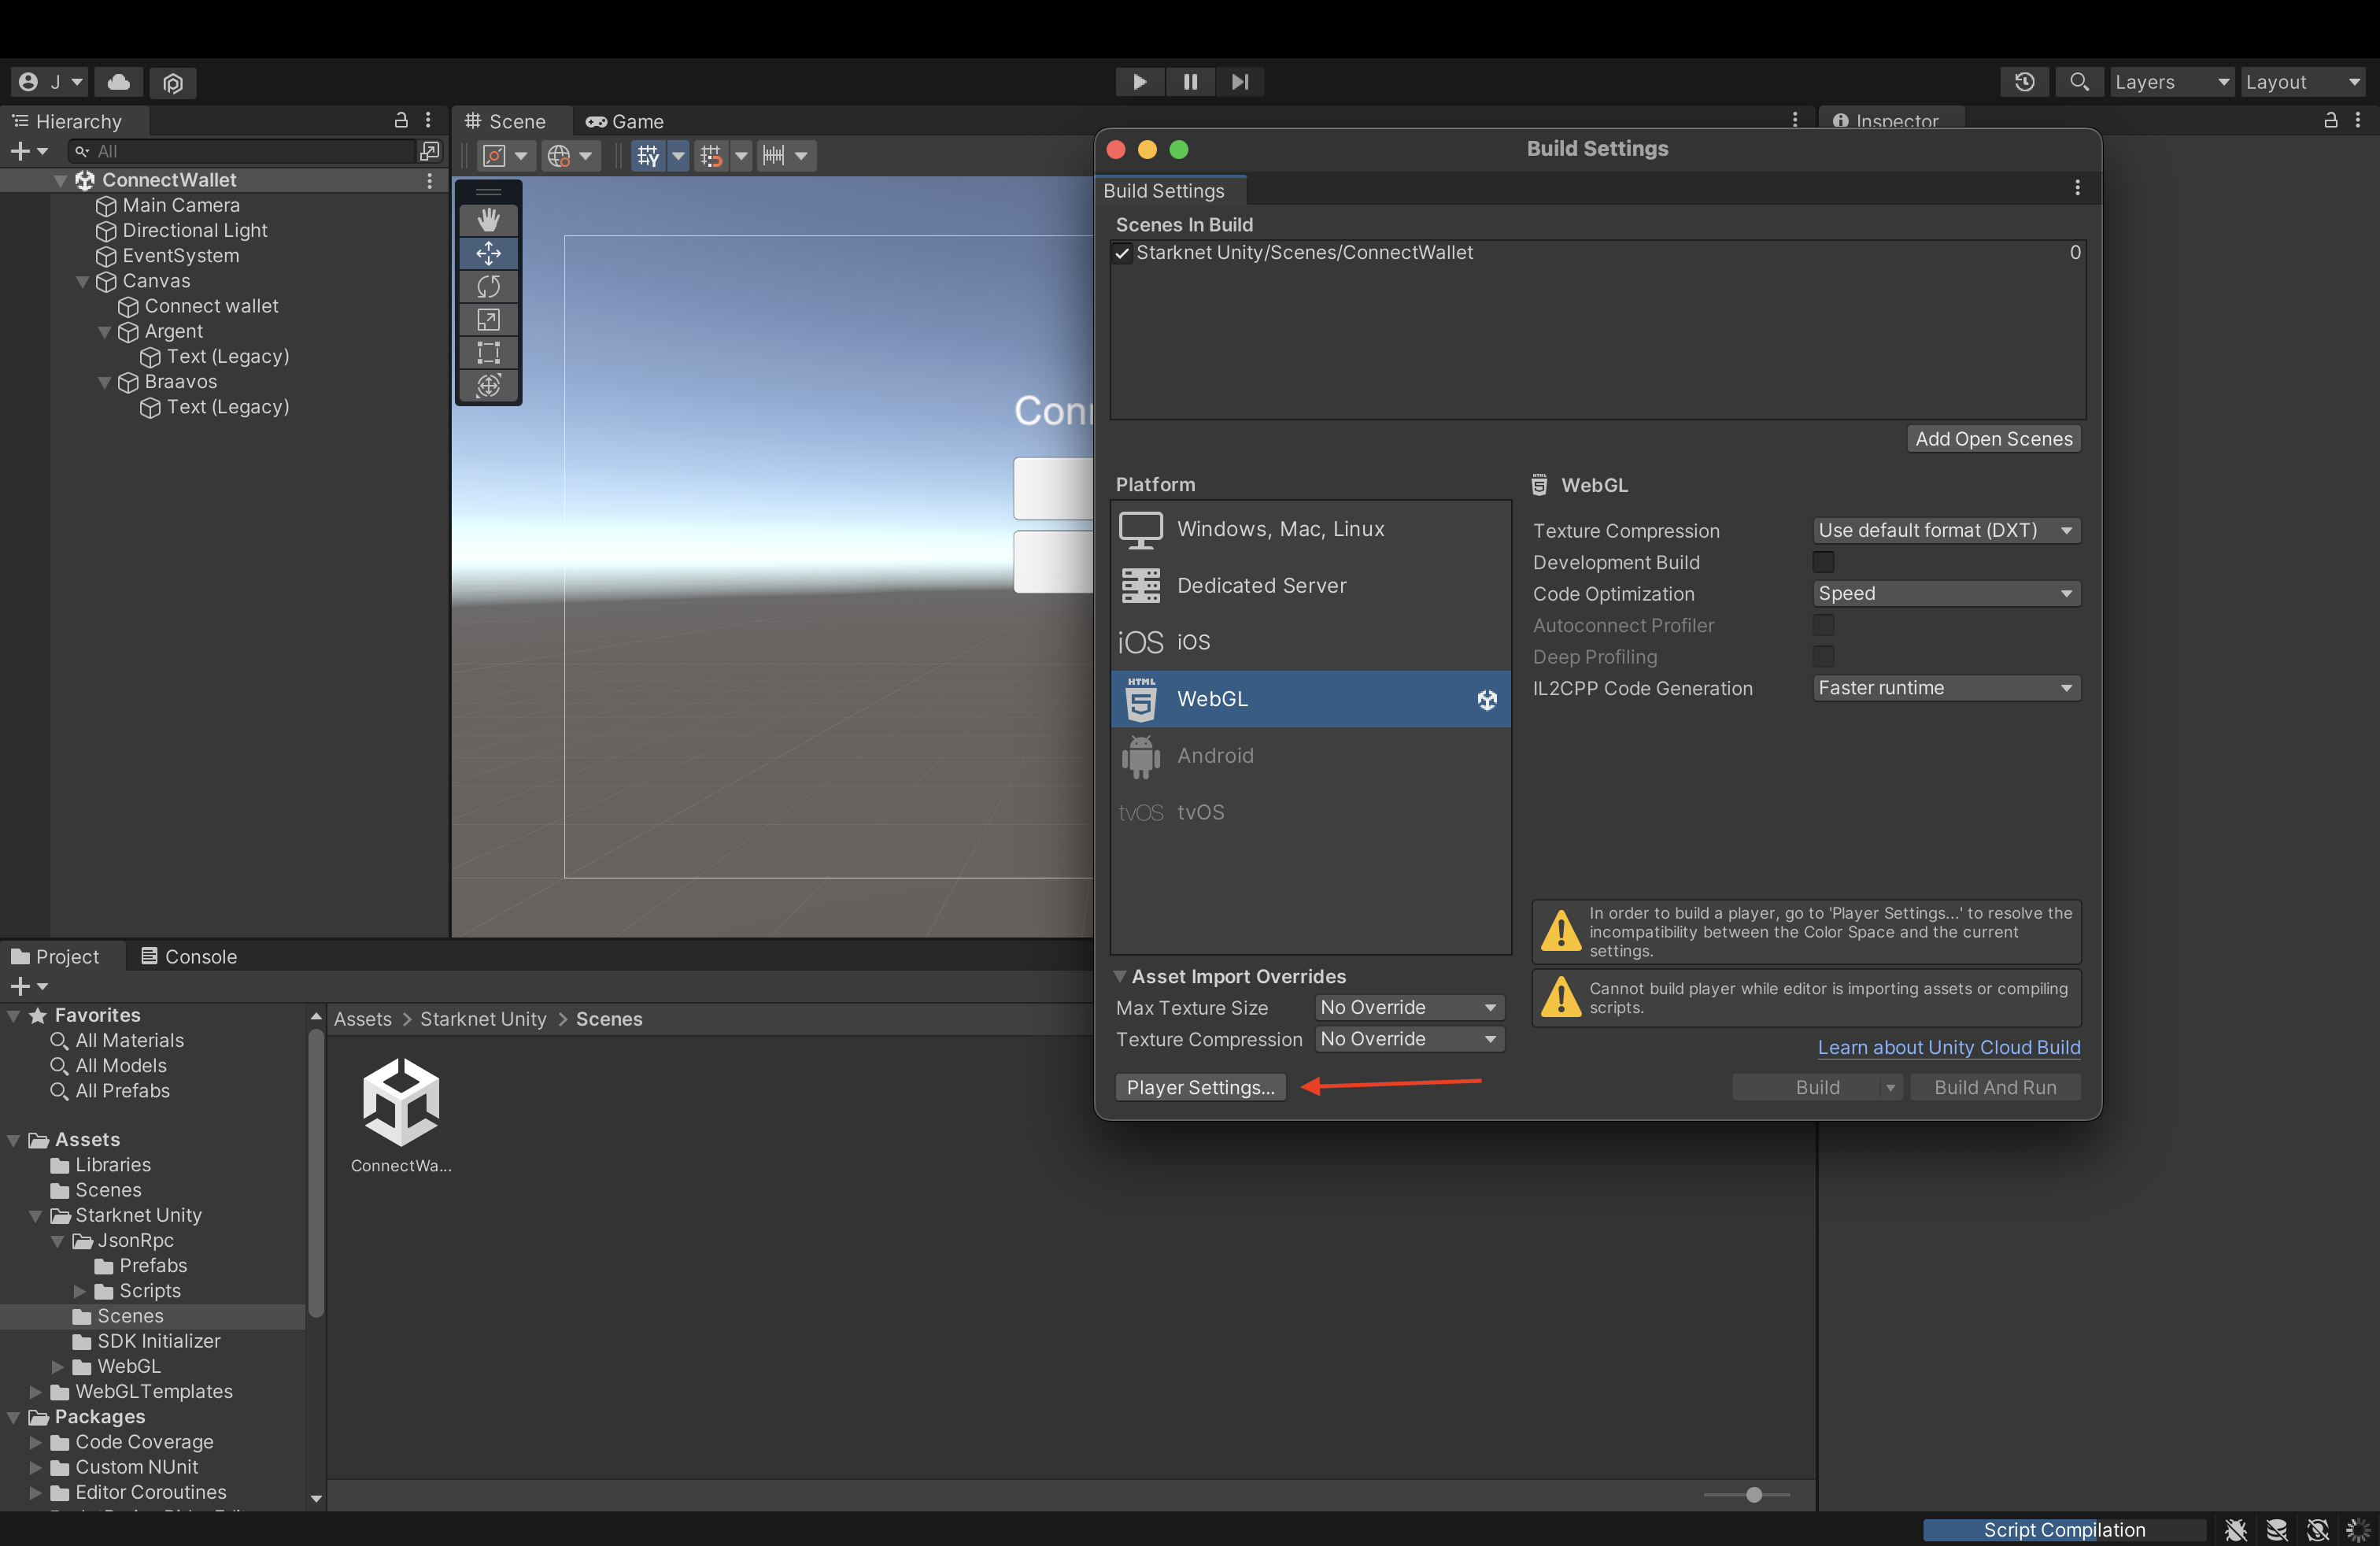 J
Layers
Layout
Hierarchy
All
ConnectWallet
Main Camera
Directional Light
EventSystem
Canvas
Connect wallet
Argent
Text (Legacy)
Braavos
Text (Legacy)
Scene
Game
Conn
Inspector
Build Settings
Build Settings
Scenes In Build
Starknet Unity/Scenes/ConnectWallet 0
Add Open Scenes
Platform
Windows, Mac, Linux
Dedicated Server
iOS iOS
HTML 5 WebGL
Android
tvOS tvOS
HTML 5 WebGL
Texture Compression Use default format (DXT)
Development Build
Code Optimization Speed
Autoconnect Profiler
Deep Profiling
IL2CPP Code Generation Faster runtime
In order to build a player, go to 'Player Settings...' to resolve the
incompatibility between the Color Space and the current
settings.
Cannot build player while editor is importing assets or compiling
scripts.
Asset Import Overrides
Max Texture Size No Override
Texture Compression No Override
Learn about Unity Cloud Build
Player Settings...
Build
Build And Run
Project
Console
Favorites
All Materials
All Models
All Prefabs
Assets
Libraries
Scenes
Starknet Unity
JsonRpc
Prefabs
Scripts
Scenes
SDK Initializer
WebGL
WebGLTemplates
Packages
Code Coverage
Custom NUnit
Editor Coroutines
Assets > Starknet Unity > Scenes
ConnectWa...
Script Compilation